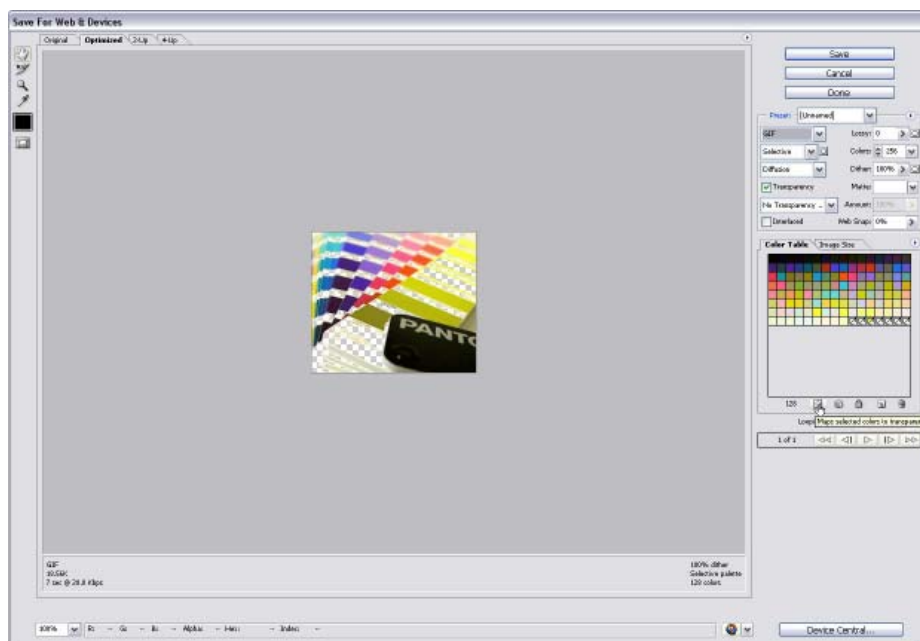 Save For Web & Devices
Original Optimized 2-Up 4-Up
Save
Cancel
Done
Preset: [Unnamed]
GIF Lossy: 0
Selective Colors: 256
Diffusion Dither: 100%
Transparency Matte:
No Transparency ... Amount: 100%
Interlaced Web Snap: 0%
Color Table Image Size
PANTO
128
Maps selected colors to transparen
1 of 1
GIF
7 sec @ 28.8 Kbps
100% dither
Selective palette
128 colors
100% R: -- G: -- B: -- Alpha: -- Hex: -- Index: --
Device Central...